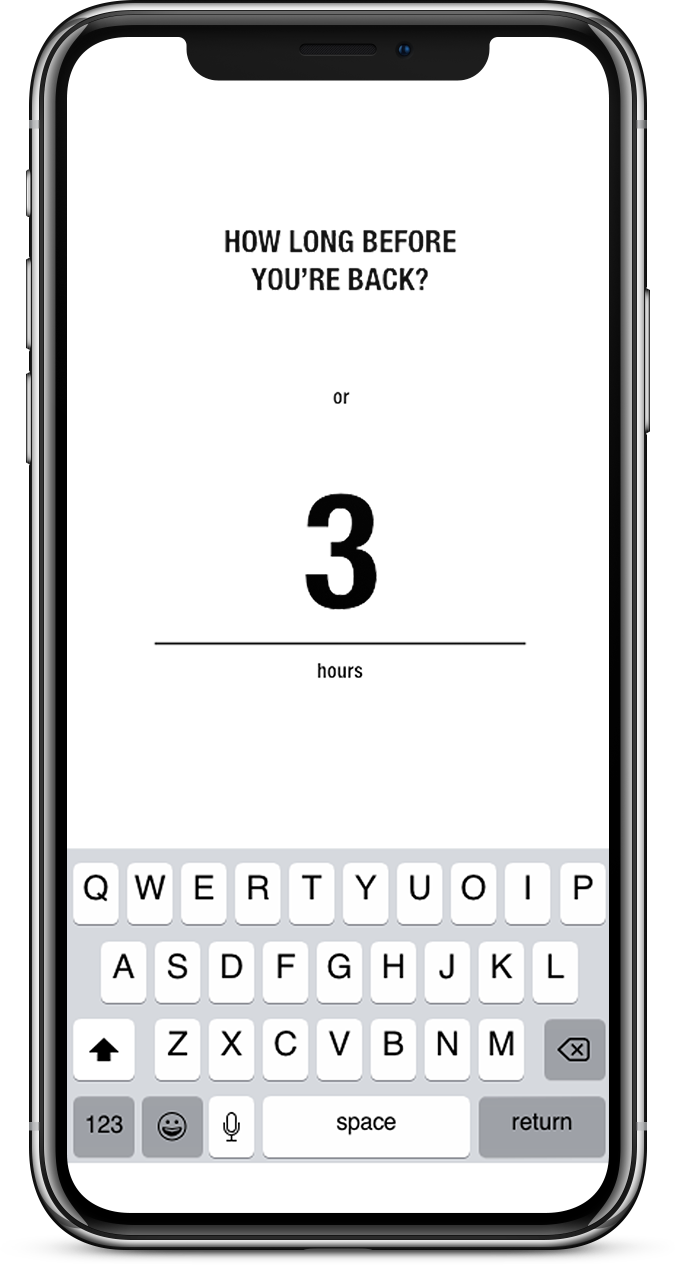 HOW LONG BEFORE
YOU’RE BACK?
or
3
hours
Q W E R T Y U O I P
A S D F G H J K L
Z X C V B N M
123 space return